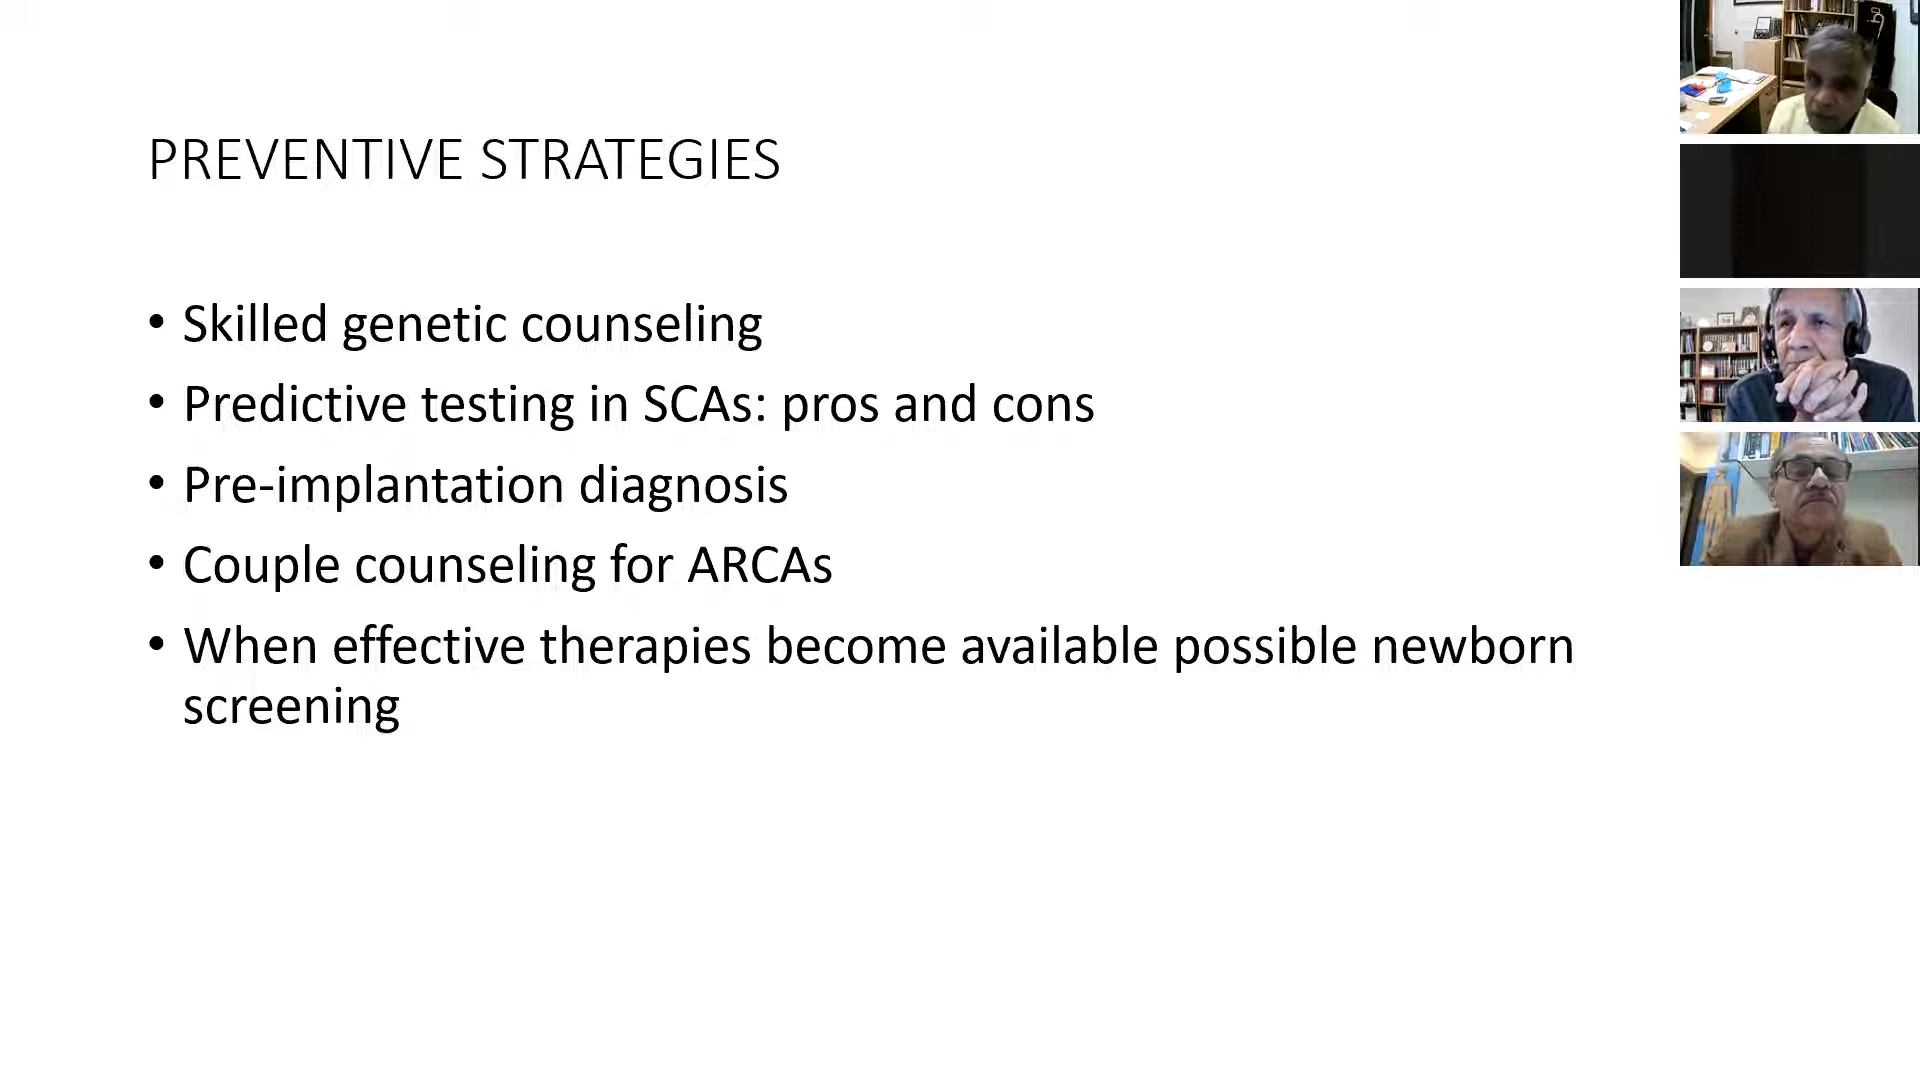 PREVENTIVE STRATEGIES
• Skilled genetic counseling
• Predictive testing in SCAs: pros and cons
• Pre-implantation diagnosis
• Couple counseling for ARCAs
• When effective therapies become available possible newborn
screening